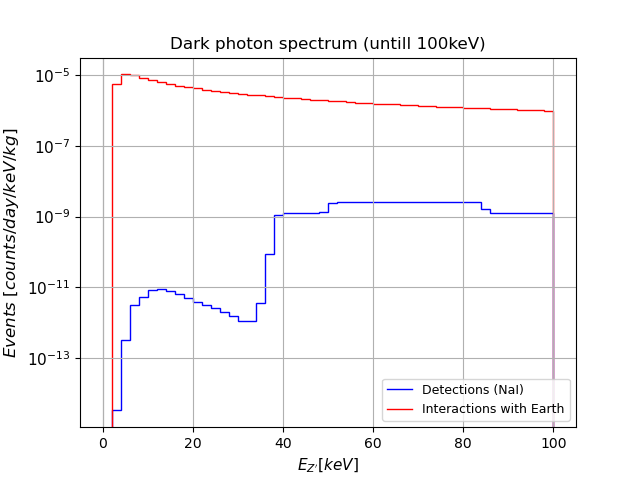 Dark photon spectrum (untill 100keV)
Events [counts/day/keV/kg]
10⁻⁵
10⁻⁷
10⁻⁹
10⁻¹¹
10⁻¹³
Detections (NaI)
Interactions with Earth
0 20 40 60 80 100
E_{Z'}[keV]